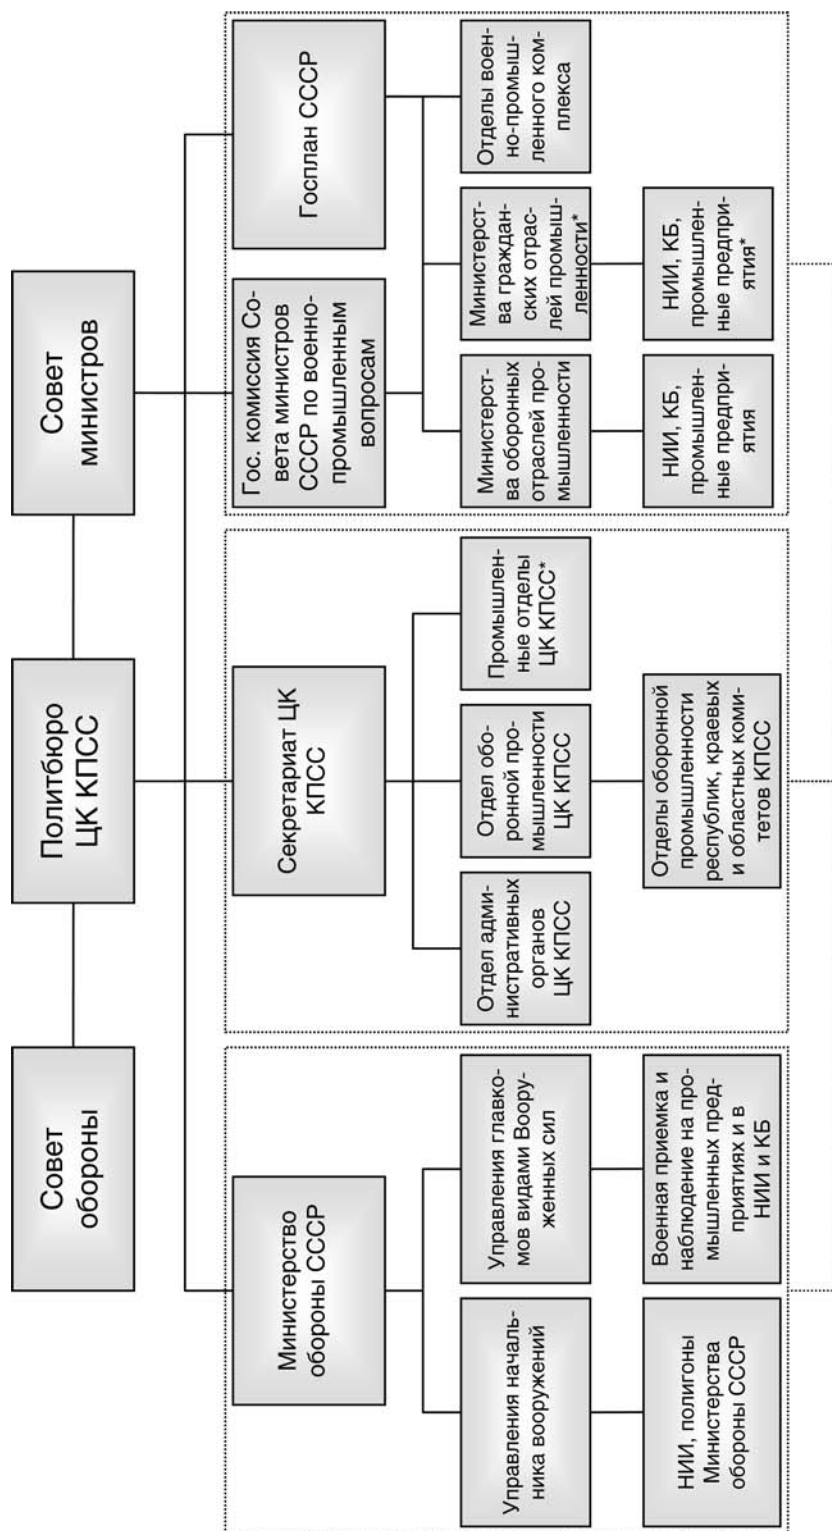 Совет
обороны
Политбюро
ЦК КПСС
Совет
министров
Министерство
обороны СССР
Секретариат ЦК
КПСС
Гос. комиссия Со-
вета министров
СССР по военно-
промышленным
вопросам
Госплан СССР
Управления началь-
ника вооружений
Управления главко-
мов видами Воору-
женных сил
Отдел адми-
нистративных
органов
ЦК КПСС
Отдел обо-
ронной про-
мышленности
ЦК КПСС
Промышлен-
ные отделы
ЦК КПСС*
Министерст-
ва оборонных
отраслей про-
мышленности
Министерст-
ва граждан-
ских отрас-
лей промыш-
ленности*
Отделы воен-
но-промыш-
ленного ком-
плекса
НИИ, полигоны
Министерства
обороны СССР
Военная приемка и
наблюдение на про-
мышленных пред-
приятиях и в
НИИ и КБ
Отделы оборонной
промышленности
республик, краевых
и областных коми-
тетов КПСС
НИИ, КБ,
промышлен-
ные предпри-
ятия
НИИ, КБ,
промышлен-
ные предпри-
ятия*